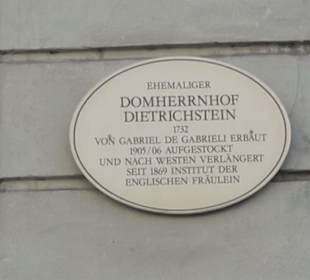 EHEMALIGER
DOMHERRNHOF
DIETRICHSTEIN
1732
VON GABRIEL DE GABRIELI ERBAUT
1905/06 AUFGESTOCKT
UND NACH WESTEN VERLÄNGERT
SEIT 1869 INSTITUT DER
ENGLISCHEN FRÄULEIN